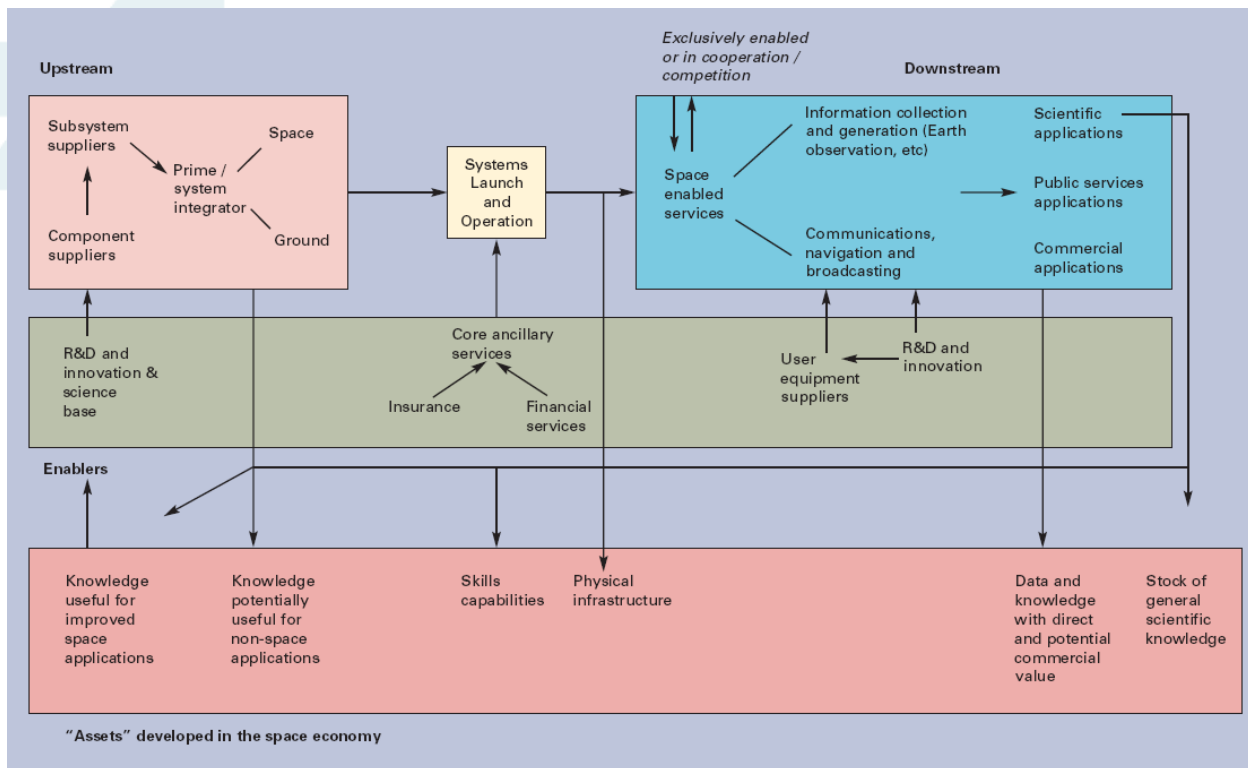 Exclusively enabled
or in cooperation /
competition
Upstream
Downstream
Subsystem
suppliers
Space
Prime /
system
integrator
Component
suppliers
Ground
Systems
Launch
and
Operation
Space
enabled
services
Information collection
and generation (Earth
observation, etc)
Communications,
navigation and
broadcasting
Scientific
applications
Public services
applications
Commercial
applications
R&D and
innovation &
science
base
Core ancillary
services
Insurance
Financial
services
User
equipment
suppliers
R&D and
innovation
Enablers
Knowledge
useful for
improved
space
applications
Knowledge
potentially
useful for
non-space
applications
Skills
capabilities
Physical
infrastructure
Data and
knowledge
with direct
and potential
commercial
value
Stock of
general
scientific
knowledge
“Assets” developed in the space economy